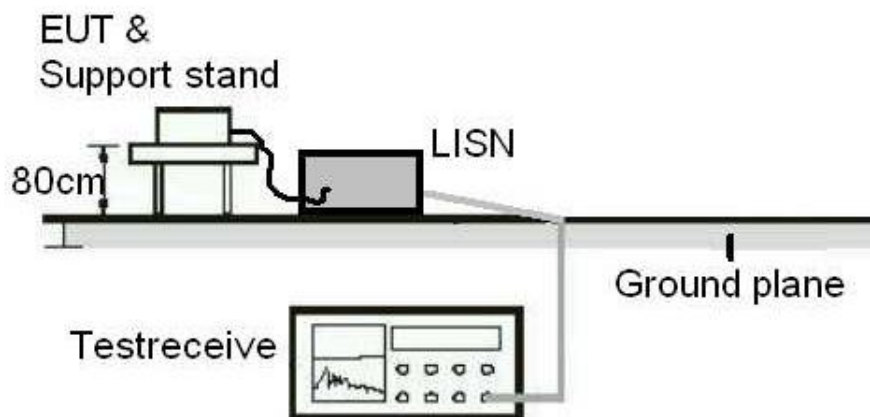 EUT &
Support stand
LISN
80cm
Ground plane
Testreceive